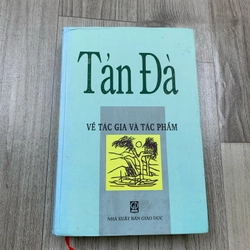 Tản Đà
VỀ TÁC GIA VÀ TÁC PHẨM
NHÀ XUẤT BẢN GIÁO DỤC